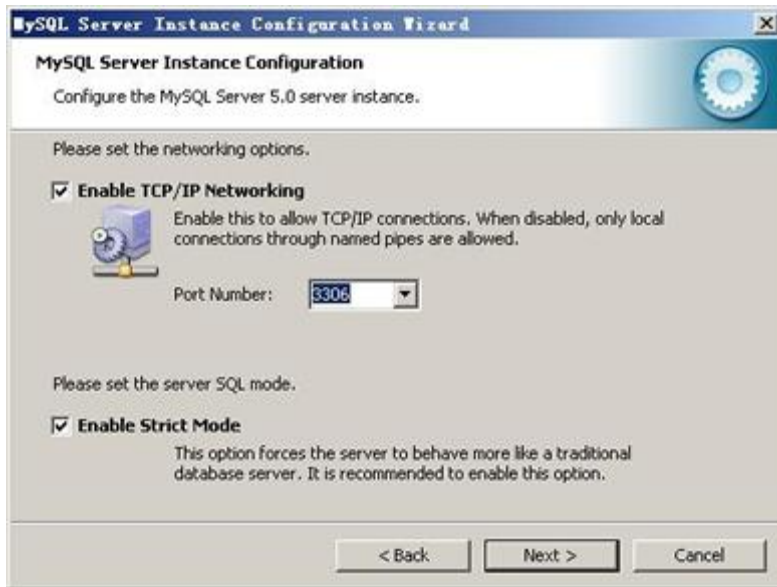 MySQL Server Instance Configuration Wizard
MySQL Server Instance Configuration
Configure the MySQL Server 5.0 server instance.
Please set the networking options.
Enable TCP/IP Networking
Enable this to allow TCP/IP connections. When disabled, only local
connections through named pipes are allowed.
Port Number: 3306
Please set the server SQL mode.
Enable Strict Mode
This option forces the server to behave more like a traditional
database server. It is recommended to enable this option.
< Back Next > Cancel